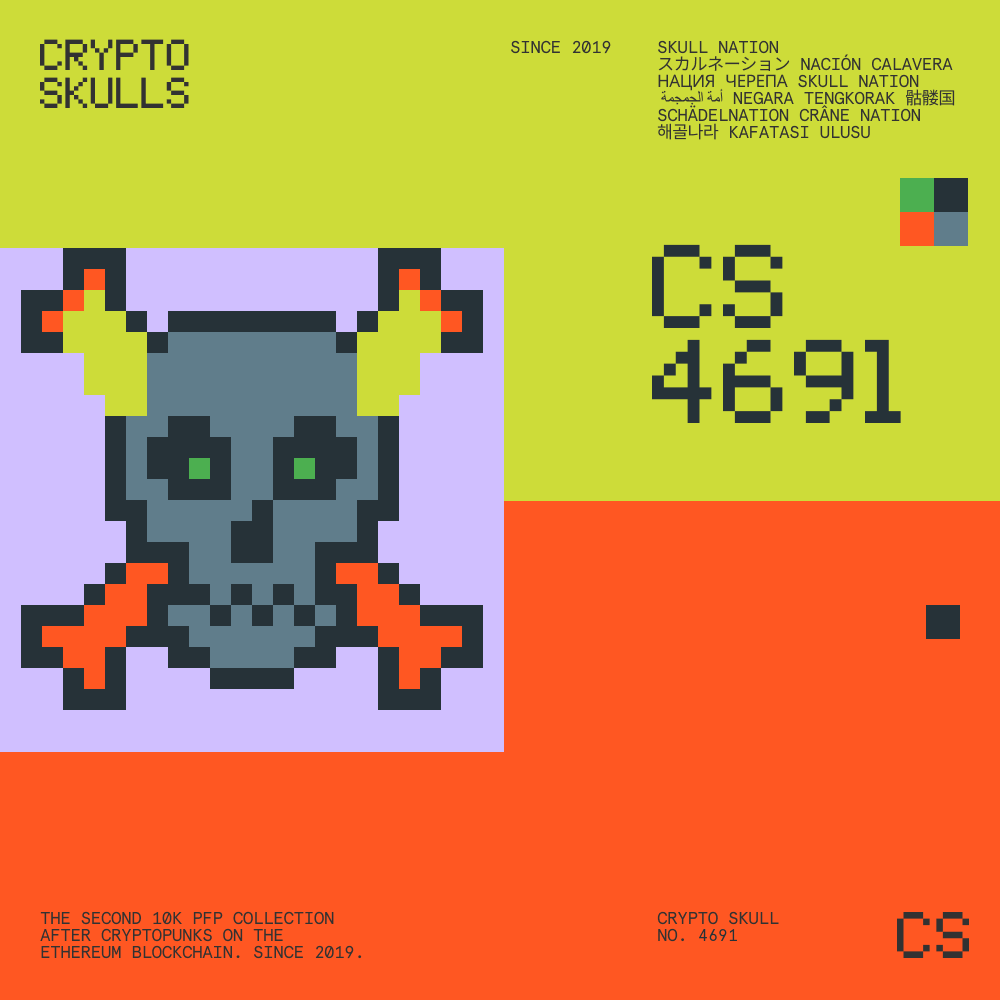 CRYPTO
SKULLS
SINCE 2019
SKULL NATION
スカルネーション NACIÓN CALAVERA
НАЦИЯ ЧЕРЕПА SKULL NATION
أمة الجمجمة NEGARA TENGKORAK 骷髅国
SCHÄDELNATION CRÂNE NATION
해골나라 KAFATASI ULUSU
CS
4691
THE SECOND 10K PFP COLLECTION
AFTER CRYPTOPUNKS ON THE
ETHEREUM BLOCKCHAIN. SINCE 2019.
CRYPTO SKULL
NO. 4691
CS